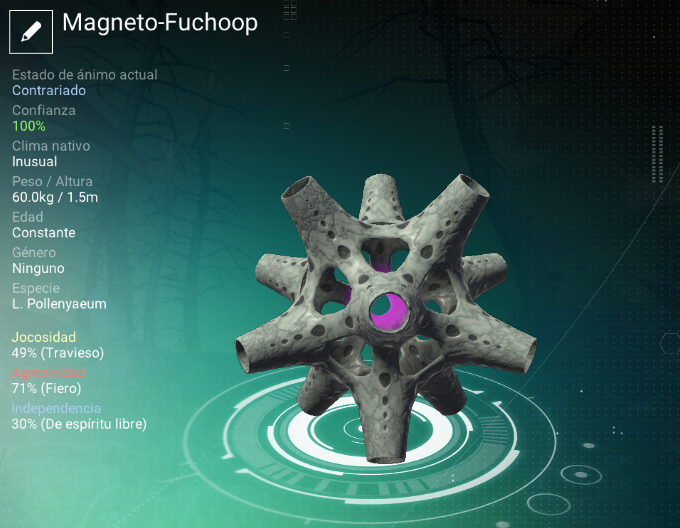 Magneto-Fuchoop
Estado de ánimo actual
Contrariado
Confianza
100%
Clima nativo
Inusual
Peso / Altura
60.0kg / 1.5m
Edad
Constante
Género
Ninguno
Especie
L. Pollenyaeum
Jocosidad
49% (Travieso)
Agresividad
71% (Fiero)
Independencia
30% (De espíritu libre)